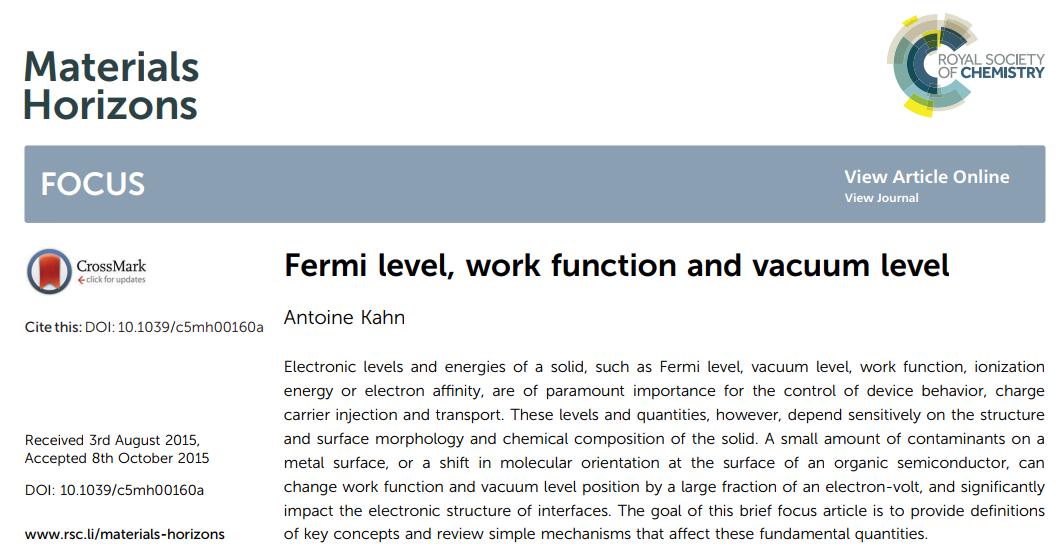 Materials
Horizons
ROYAL SOCIETY
OF CHEMISTRY
FOCUS
View Article Online
View Journal
CrossMark
click for updates
Cite this: DOI: 10.1039/c5mh00160a
Received 3rd August 2015,
Accepted 8th October 2015
DOI: 10.1039/c5mh00160a
www.rsc.li/materials-horizons
Fermi level, work function and vacuum level
Antoine Kahn
Electronic levels and energies of a solid, such as Fermi level, vacuum level, work function, ionization
energy or electron affinity, are of paramount importance for the control of device behavior, charge
carrier injection and transport. These levels and quantities, however, depend sensitively on the structure
and surface morphology and chemical composition of the solid. A small amount of contaminants on a
metal surface, or a shift in molecular orientation at the surface of an organic semiconductor, can
change work function and vacuum level position by a large fraction of an electron-volt, and significantly
impact the electronic structure of interfaces. The goal of this brief focus article is to provide definitions
of key concepts and review simple mechanisms that affect these fundamental quantities.